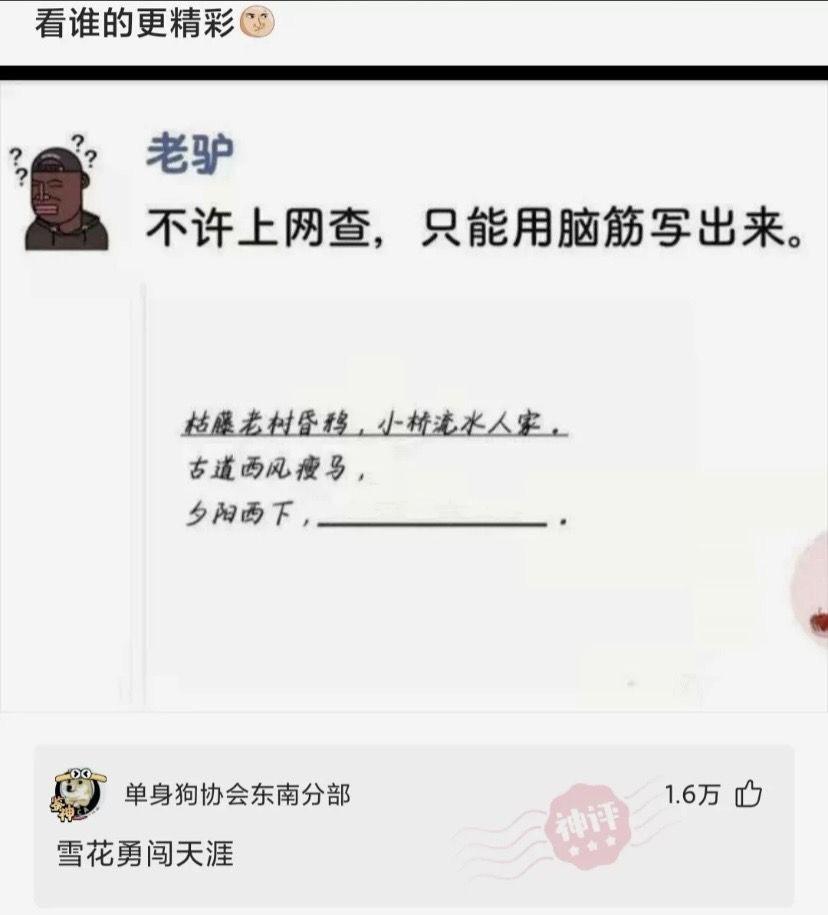 看谁的更精彩
老驴
不许上网查，只能用脑筋写出来。
枯藤老树昏鸦，小桥流水人家．
古道西风瘦马，
夕阳西下，＿＿＿＿＿＿＿＿．
单身狗协会东南分部
1.6万
神评
雪花勇闯天涯